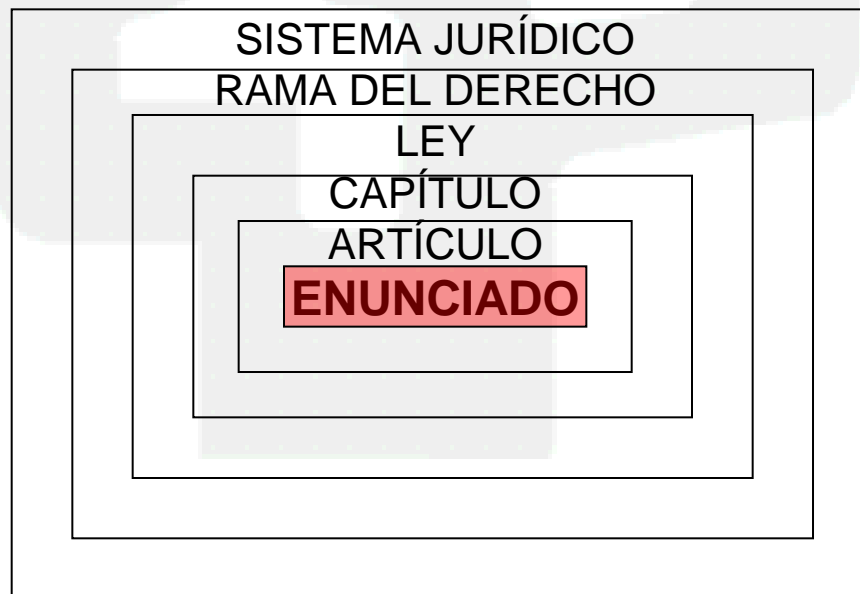 SISTEMA JURÍDICO
RAMA DEL DERECHO
LEY
CAPÍTULO
ARTÍCULO
ENUNCIADO